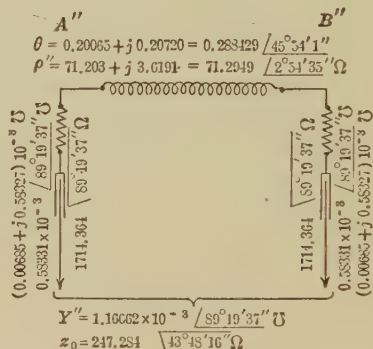 A″ B″
θ = 0.20065+j 0.20720 = 0.288429 /45°54′1″
ρ″= 71.203+j 3.6191 = 71.2949 /2°54′35″Ω
(0.00685+j 0.58327)10⁻³ ℧
0.58331×10⁻³ /89°19′37″ ℧
1714.364 \89°19′37″Ω
1714.364 \89°19′37″Ω
0.58331×10⁻³ /89°19′37″ ℧
(0.00685+j 0.58327)10⁻³ ℧
Y″= 1.16662×10⁻³ /89°19′37″ ℧
z₀= 247.284 \43°48′16″Ω